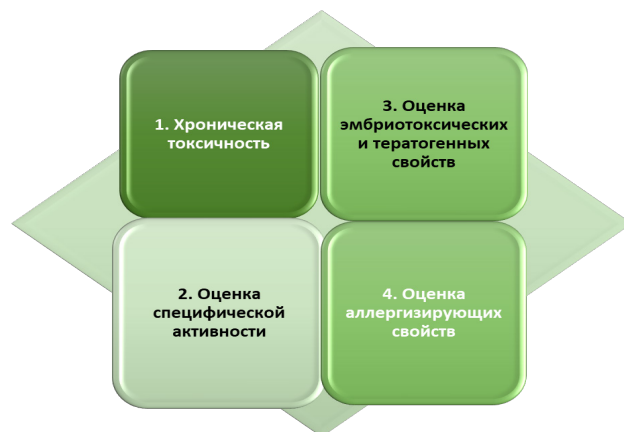 1. Хроническая
токсичность
2. Оценка
специфической
активности
3. Оценка
эмбриотоксических
и тератогенных
свойств
4. Оценка
аллергизирующих
свойств